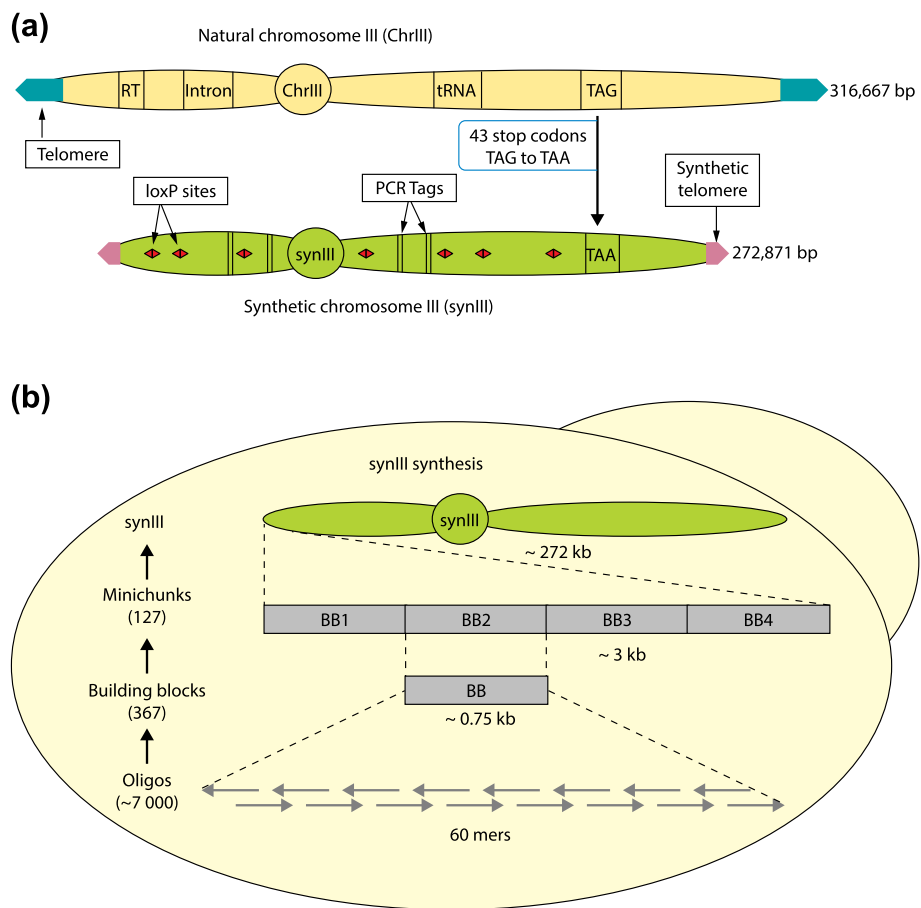 (a)
Natural chromosome III (ChrIII)
RT
Intron
ChrIII
tRNA
TAG
316,667 bp
Telomere
43 stop codons
TAG to TAA
Synthetic
telomere
loxP sites
PCR Tags
synIII
TAA
272,871 bp
Synthetic chromosome III (synIII)
(b)
synIII synthesis
synIII
synIII
~ 272 kb
Minichunks
(127)
BB1
BB2
BB3
BB4
~ 3 kb
Building blocks
(367)
BB
~ 0.75 kb
Oligos
(~7 000)
60 mers